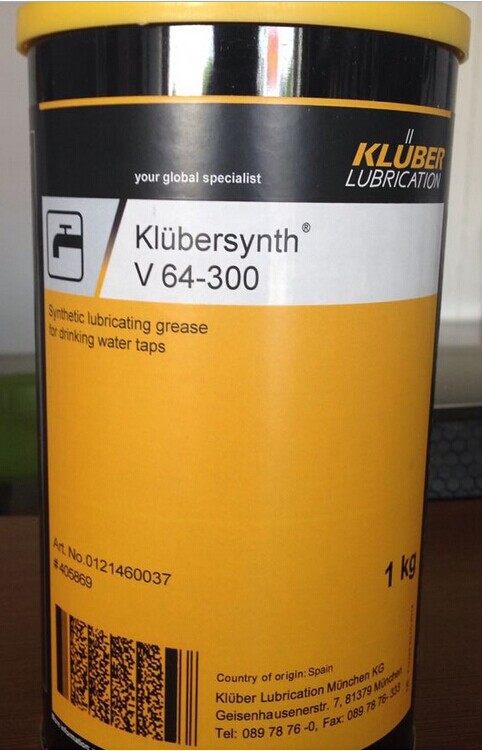 your global specialist
KLÜBER
LUBRICATION
Klübersynth®
V 64-300
Synthetic lubricating grease
for drinking water taps
Art. No.0121460037
#405869
1 kg
Country of origin: Spain
Klüber Lubrication München KG
Geisenhausenerstr. 7, 81379 München
Tel: 089 78 76 -0, Fax: 089 78 76-333